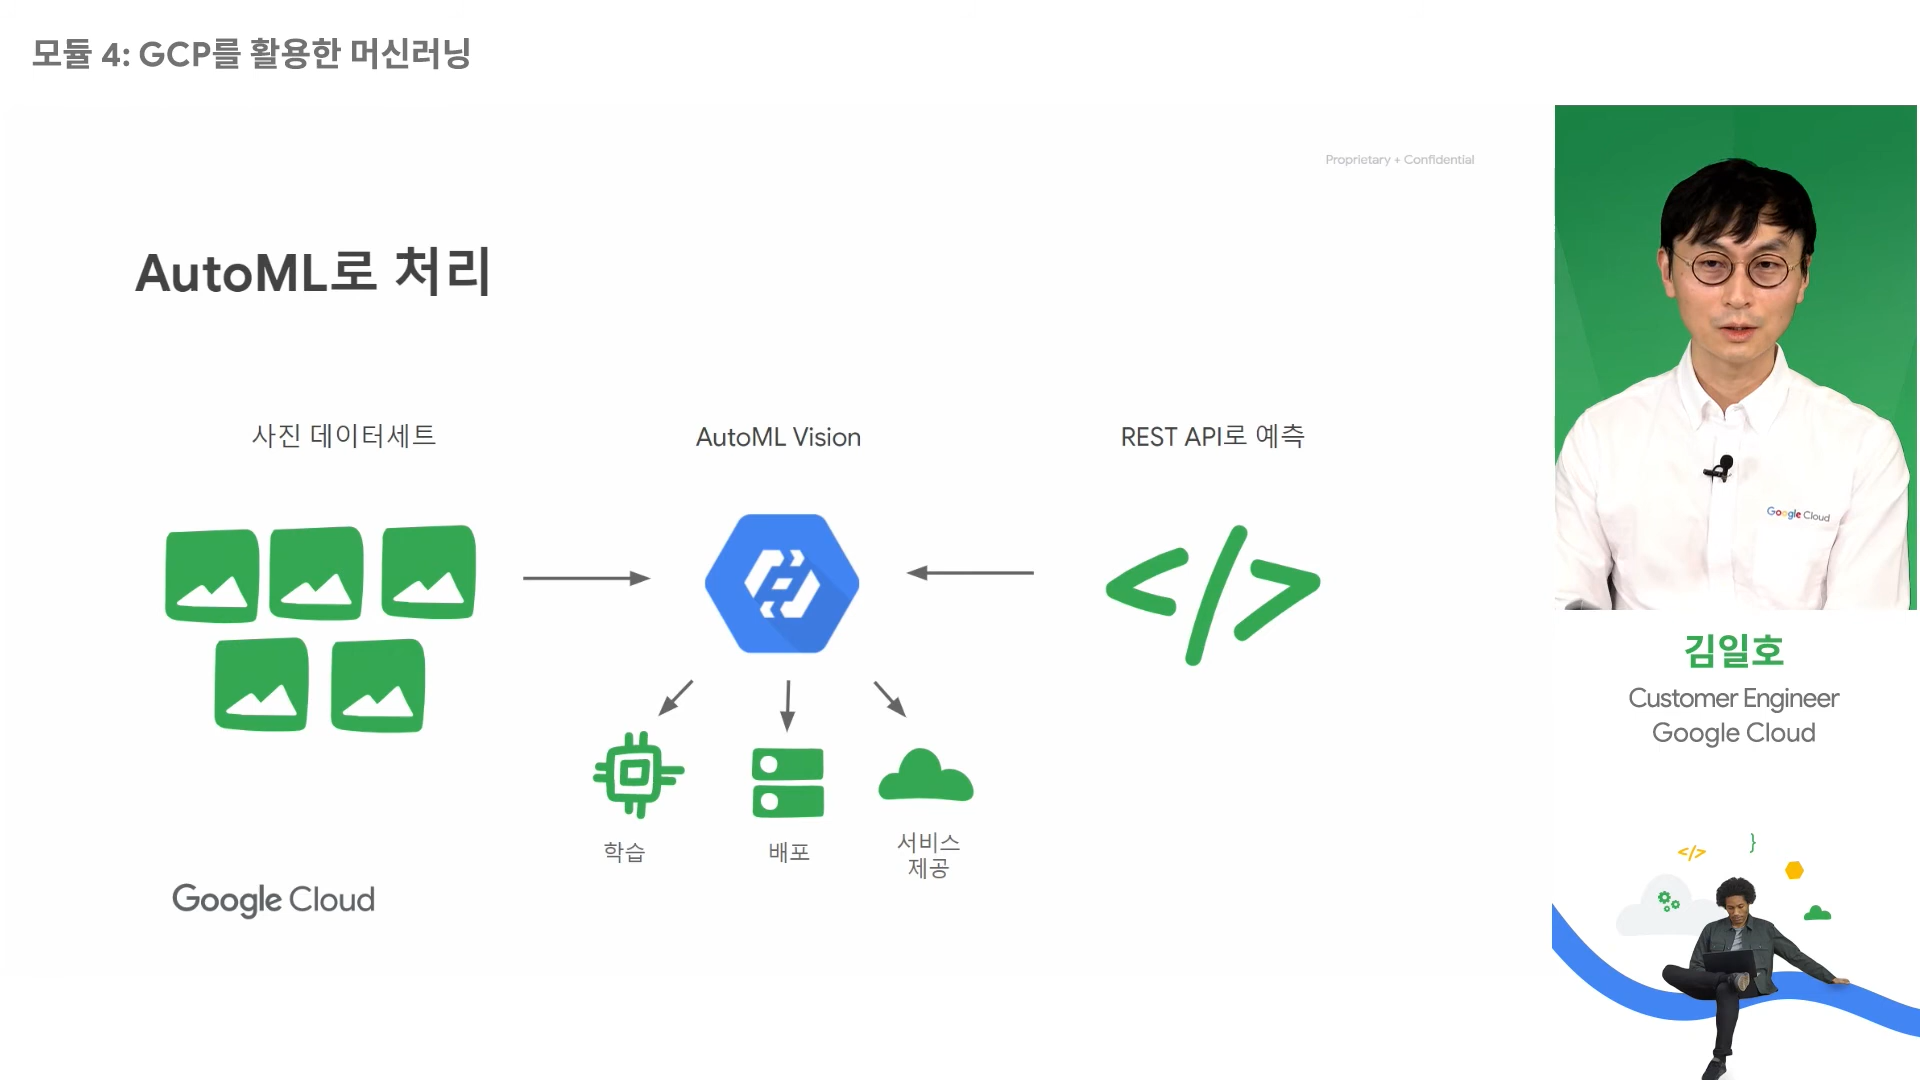 모듈 4: GCP를 활용한 머신러닝
Proprietary + Confidential
AutoML로 처리
사진 데이터세트
AutoML Vision
REST API로 예측
</>
학습
배포
서비스
제공
Google Cloud
Google Cloud
김일호
Customer Engineer
Google Cloud
</>
}